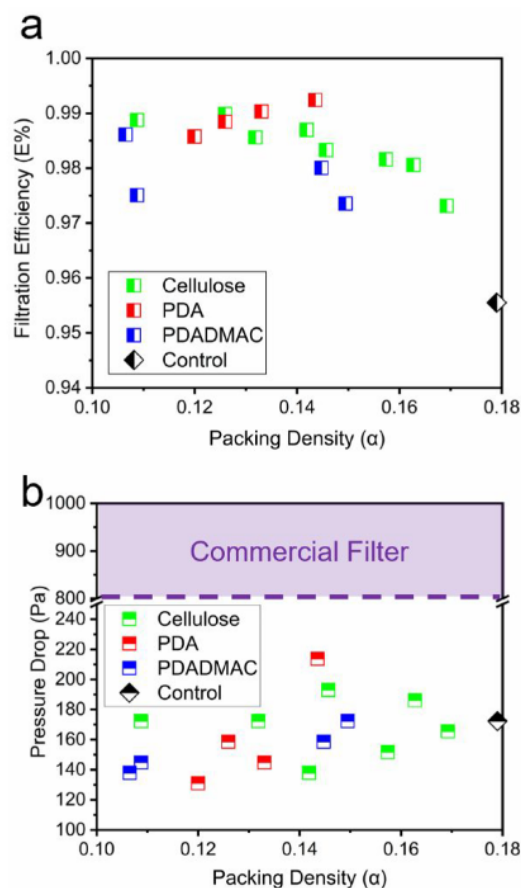 a
1.00
0.99
0.98
0.97
0.96
0.95
0.94
Filtration Efficiency (E%)
Cellulose
PDA
PDADMAC
Control
0.10 0.12 0.14 0.16 0.18
Packing Density (α)
b
1000
900
800
220
200
180
160
140
120
100
Pressure Drop (Pa)
Commercial Filter
Cellulose
PDA
PDADMAC
Control
0.10 0.12 0.14 0.16 0.18
Packing Density (α)